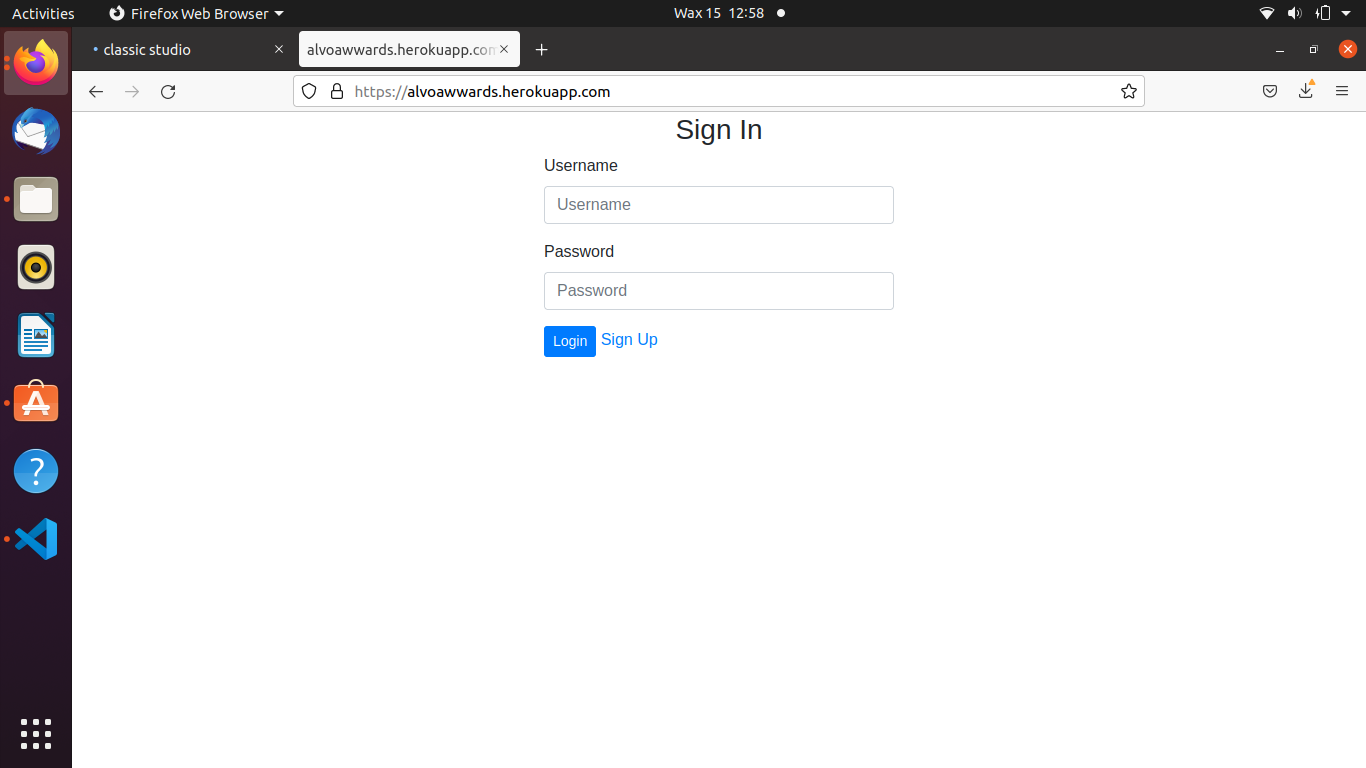 Activities Firefox Web Browser Wax 15 12:58
classic studio alvoawwards.herokuapp.com
https://alvoawwards.herokuapp.com
Sign In
Username
Username
Password
Password
Login Sign Up